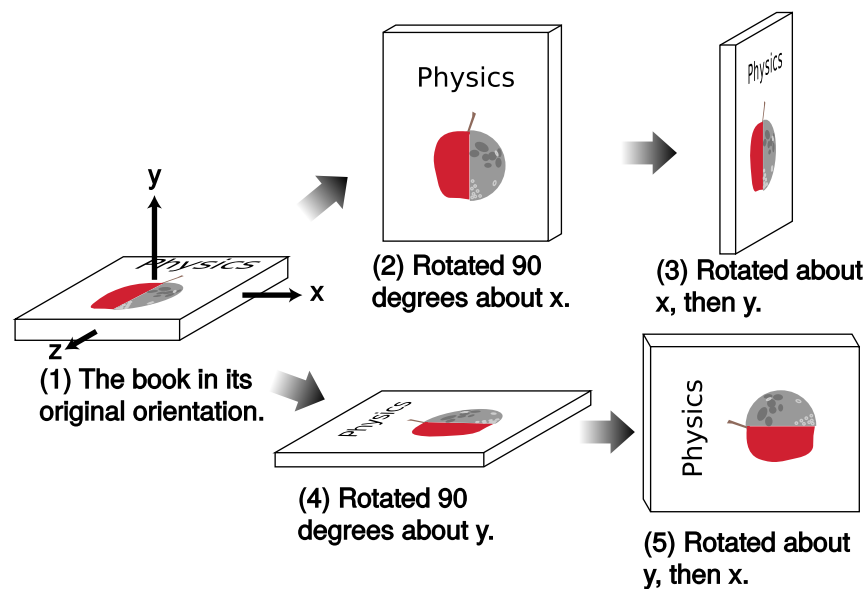 Physics
Physics
y
Physics
x
z
(2) Rotated 90
degrees about x.
(3) Rotated about
x, then y.
(1) The book in its
original orientation.
Physics
(4) Rotated 90
degrees about y.
Physics
(5) Rotated about
y, then x.